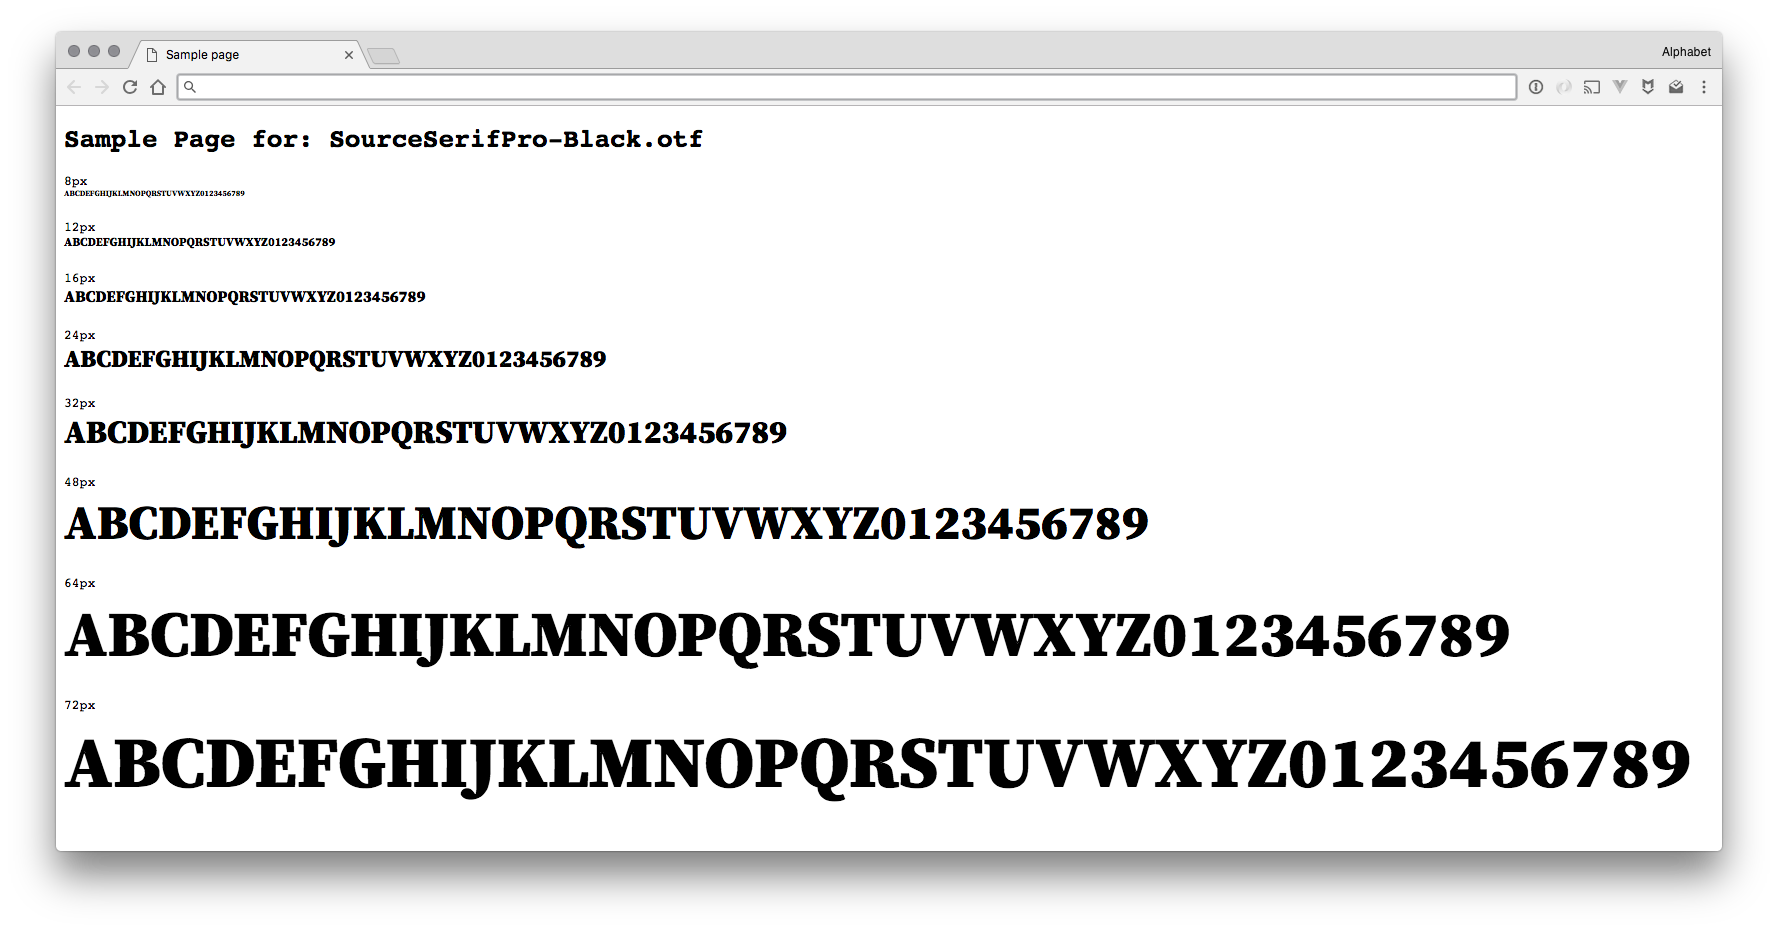 Sample page
Alphabet
Sample Page for: SourceSerifPro-Black.otf
8px
ABCDEFGHIJKLMNOPQRSTUVWXYZ0123456789
12px
ABCDEFGHIJKLMNOPQRSTUVWXYZ0123456789
16px
ABCDEFGHIJKLMNOPQRSTUVWXYZ0123456789
24px
ABCDEFGHIJKLMNOPQRSTUVWXYZ0123456789
32px
ABCDEFGHIJKLMNOPQRSTUVWXYZ0123456789
48px
ABCDEFGHIJKLMNOPQRSTUVWXYZ0123456789
64px
ABCDEFGHIJKLMNOPQRSTUVWXYZ0123456789
72px
ABCDEFGHIJKLMNOPQRSTUVWXYZ0123456789